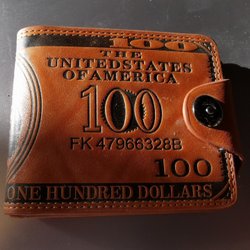 100
THE
UNITEDSTATES
OFAMERICA
100
FK 47966328B
100
ONE HUNDRED DOLLARS